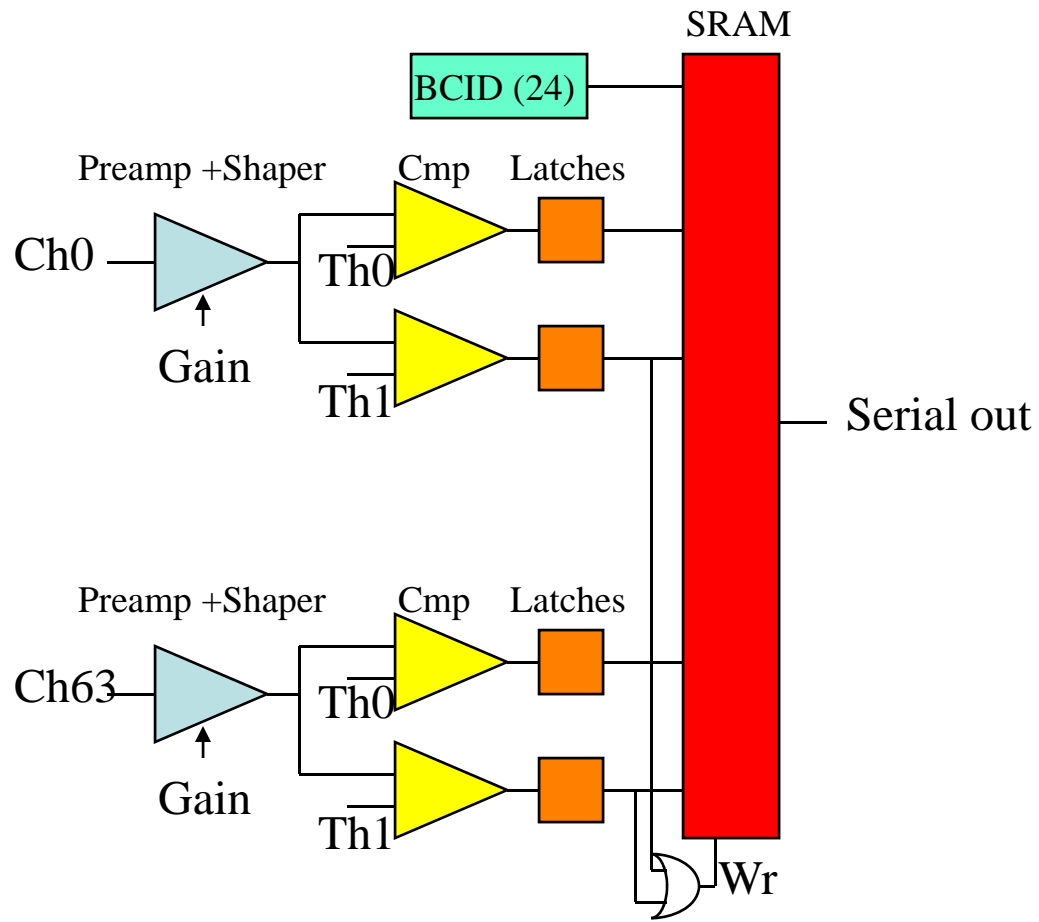 SRAM
BCID (24)
Preamp +Shaper
Cmp
Latches
Ch0
Th0
Gain
Th1
Serial out
Preamp +Shaper
Cmp
Latches
Ch63
Th0
Gain
Th1
Wr